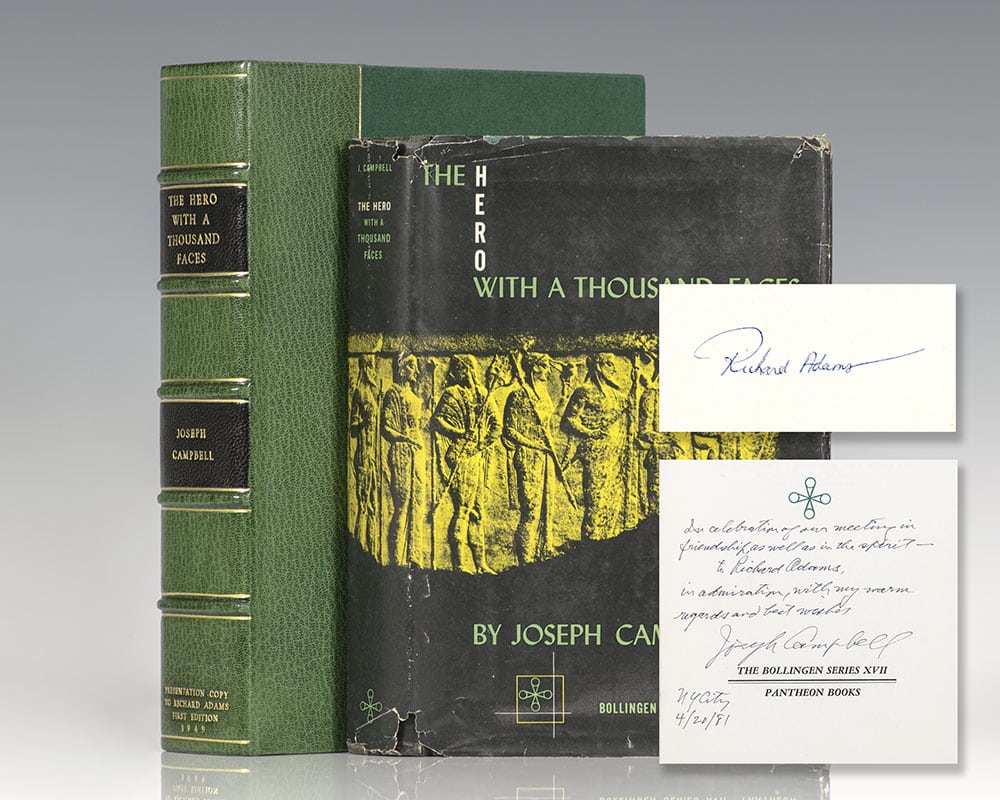 THE HERO
WITH A
THOUSAND
FACES
JOSEPH
CAMPBELL
PRESENTATION COPY
TO RICHARD ADAMS
FIRST EDITION
1949
J. CAMPBELL
THE HERO
WITH A
THOUSAND
FACES
THE HERO
WITH A THOUSAND FACES
BY JOSEPH CAM
BOLLINGEN
Richard Adams
In celebration of our meeting in
friendship as well as in the spirit —
to Richard Adams,
in admiration, with my warm
regards and best wishes
Joseph Campbell
THE BOLLINGEN SERIES XVII
PANTHEON BOOKS
NY City
4/20/81